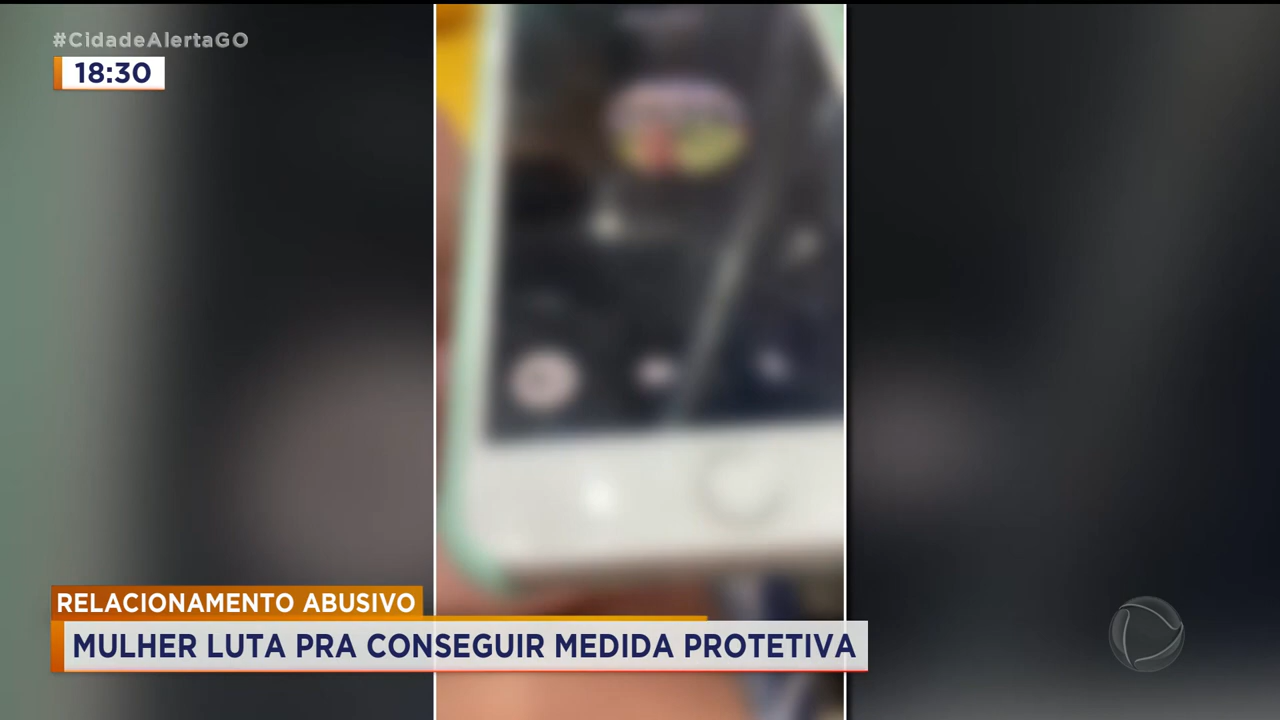 #CidadeAlertaGO
18:30
RELACIONAMENTO ABUSIVO
MULHER LUTA PRA CONSEGUIR MEDIDA PROTETIVA